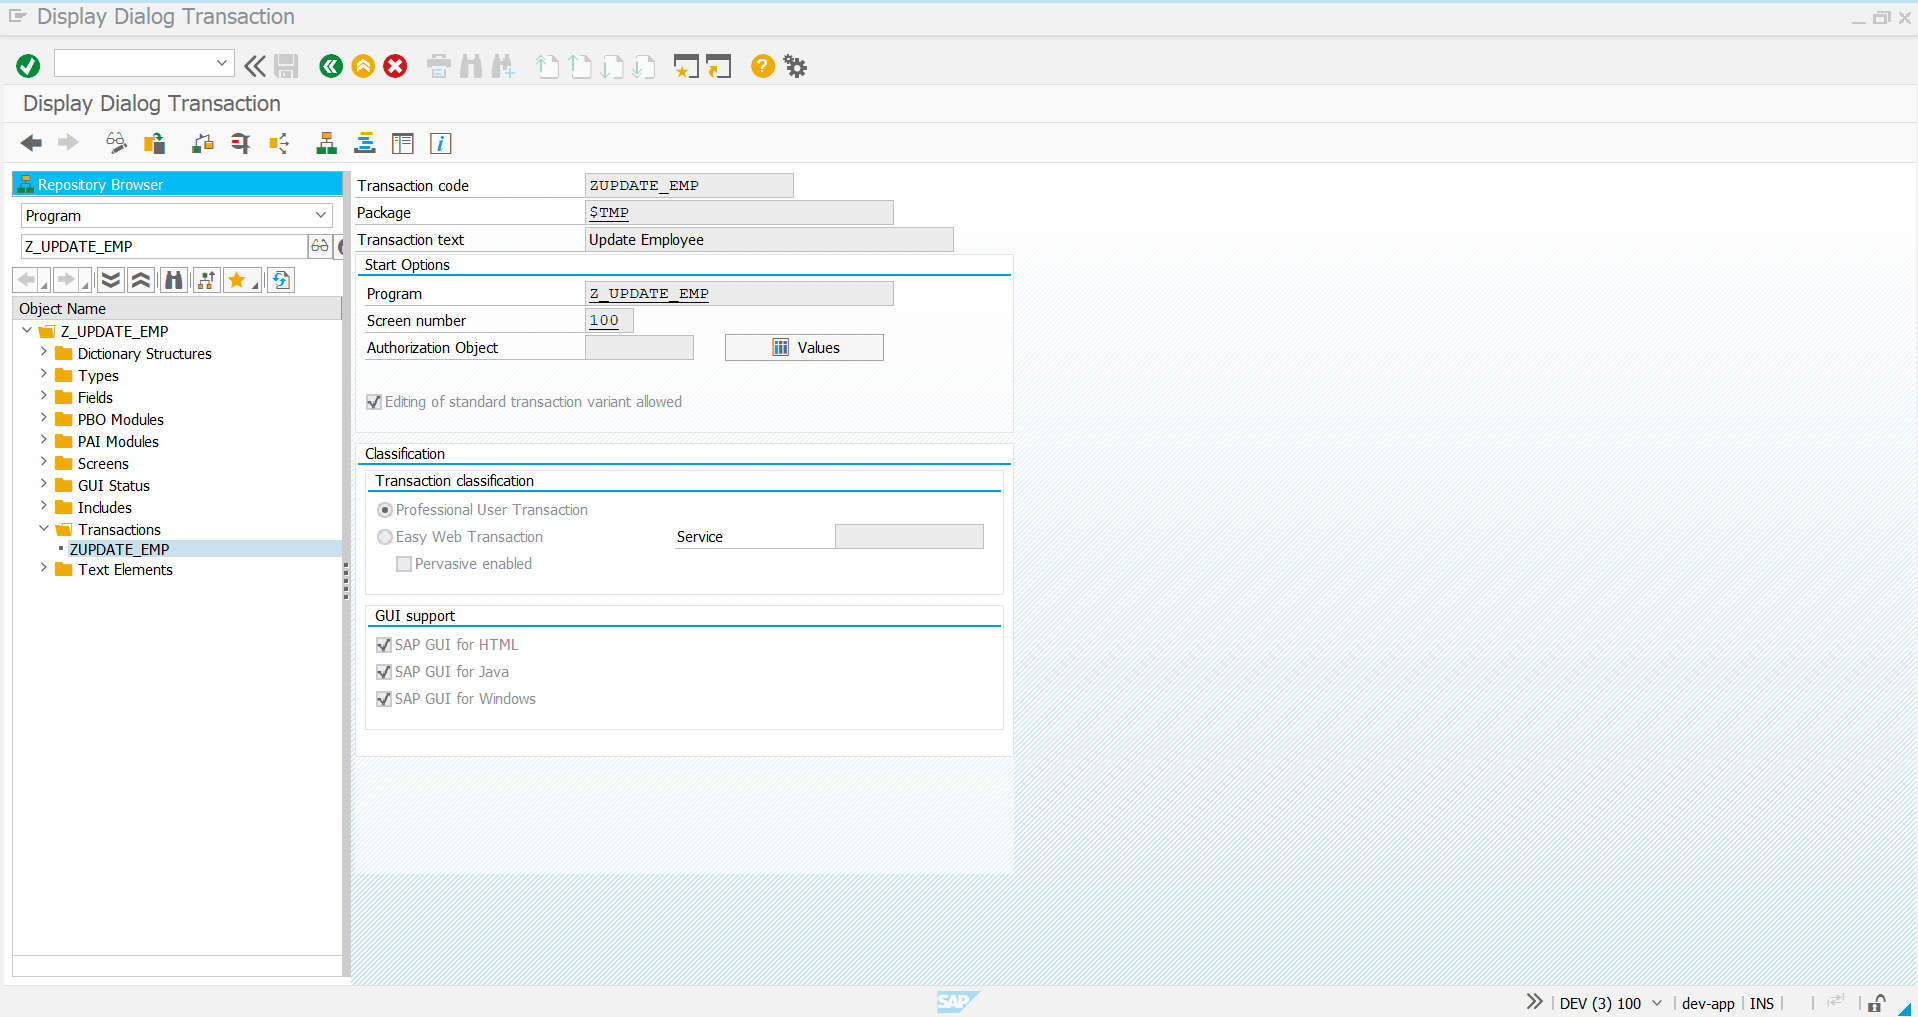 Display Dialog Transaction
Display Dialog Transaction
Repository Browser
Program
Z_UPDATE_EMP
Object Name
Z_UPDATE_EMP
Dictionary Structures
Types
Fields
PBO Modules
PAI Modules
Screens
GUI Status
Includes
Transactions
ZUPDATE_EMP
Text Elements
Transaction code ZUPDATE_EMP
Package $TMP
Transaction text Update Employee
Start Options
Program Z_UPDATE_EMP
Screen number 100
Authorization Object Values
Editing of standard transaction variant allowed
Classification
Transaction classification
Professional User Transaction
Easy Web Transaction Service
Pervasive enabled
GUI support
SAP GUI for HTML
SAP GUI for Java
SAP GUI for Windows
SAP
DEV (3) 100 dev-app INS